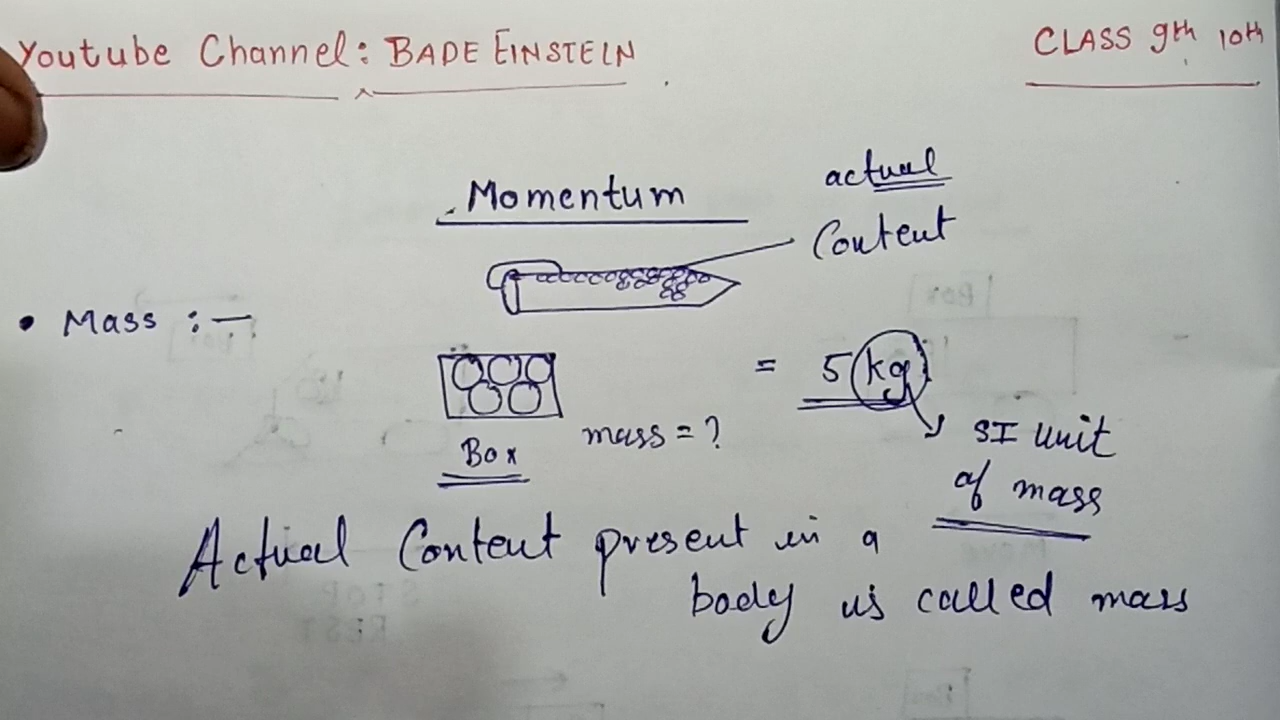 Youtube Channel: BADE EINSTEIN
CLASS 9th 10th
Momentum
actual
Content
• Mass :—
= 5 kg
mass = ?
Box
SI Unit
of mass
Actual Content present in a
body is called mass